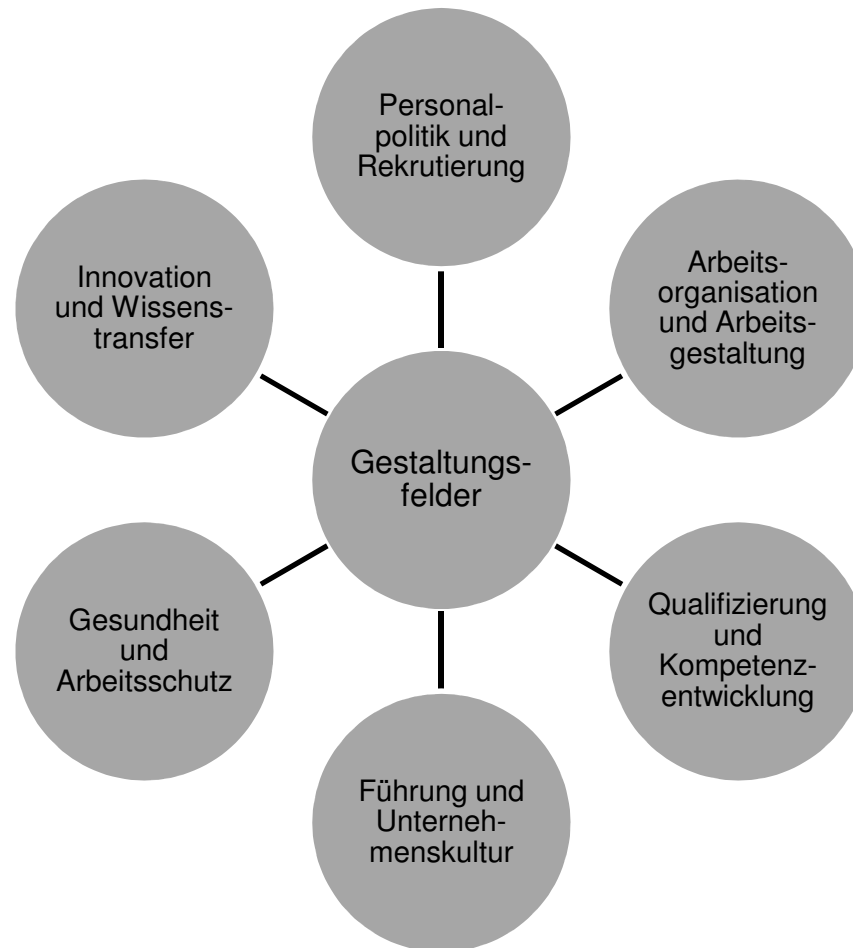 Personal-
politik und
Rekrutierung
Arbeits-
organisation
und Arbeits-
gestaltung
Qualifizierung
und
Kompetenz-
entwicklung
Führung und
Unterneh-
menskultur
Gesundheit
und
Arbeitsschutz
Innovation
und Wissens-
transfer
Gestaltungs-
felder